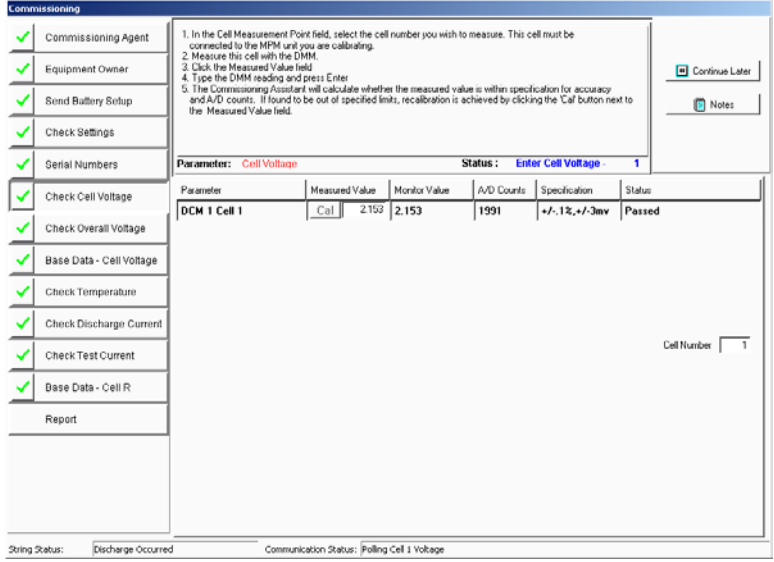 Commissioning
Commissioning Agent
Equipment Owner
Send Battery Setup
Check Settings
Serial Numbers
Check Cell Voltage
Check Overall Voltage
Base Data - Cell Voltage
Check Temperature
Check Discharge Current
Check Test Current
Base Data - Cell R
Report
1. In the Cell Measurement Point field, select the cell number you wish to measure. This cell must be
connected to the MPM unit you are calibrating.
2. Measure this cell with the DMM.
3. Click the Measured Value field
4. Type the DMM reading and press Enter
5. The Commissioning Assistant will calculate whether the measured value is within specification for accuracy
and A/D counts. If found to be out of specified limits, recalibration is achieved by clicking the 'Cal' button next to
the Measured Value field.
Parameter: Cell Voltage Status : Enter Cell Voltage - 1
Continue Later
Notes
Parameter Measured Value Monitor Value A/D Counts Specification Status
DCM 1 Cell 1 Cal 2.153 2.153 1991 +/-.1%,+/-3mv Passed
Cell Number 1
String Status: Discharge Occurred Communication Status: Polling Cell 1 Voltage